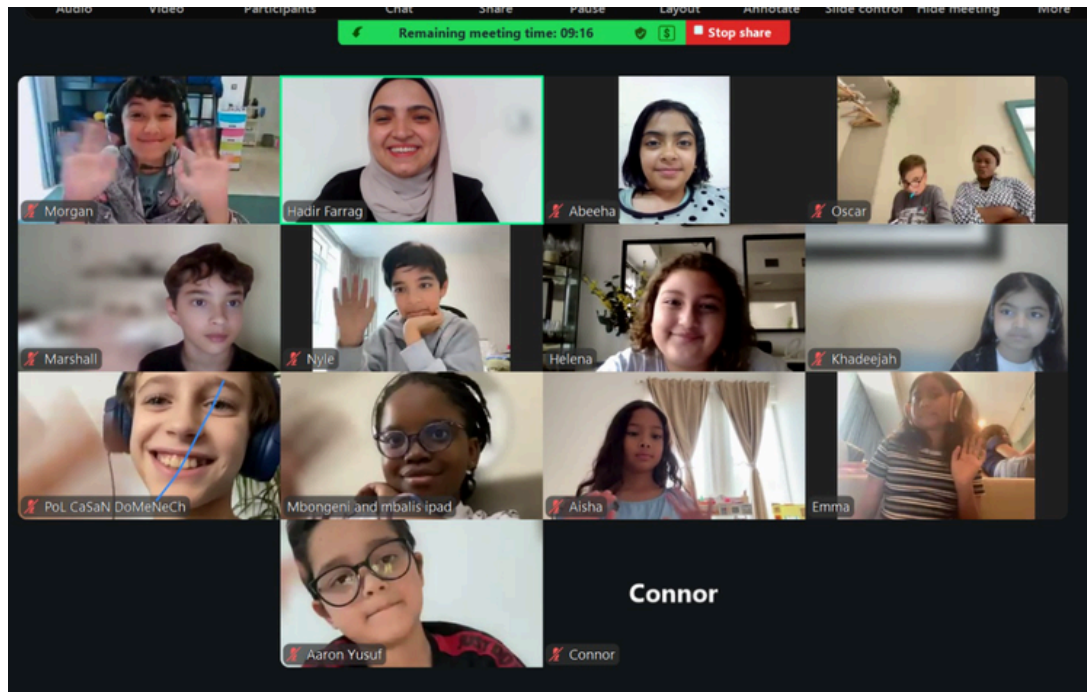 Audio Video Participants Chat Share Pause Layout Annotate Slide control Hide meeting More
Remaining meeting time: 09:16 $ Stop share
Morgan Hadir Farrag Abeeha Oscar
Marshall Nyle Helena Khadeejah
PoL CaSaN DoMeNeCh Mbongeni and mbalis ipad Aisha Emma
Connor
Aaron Yusuf Connor